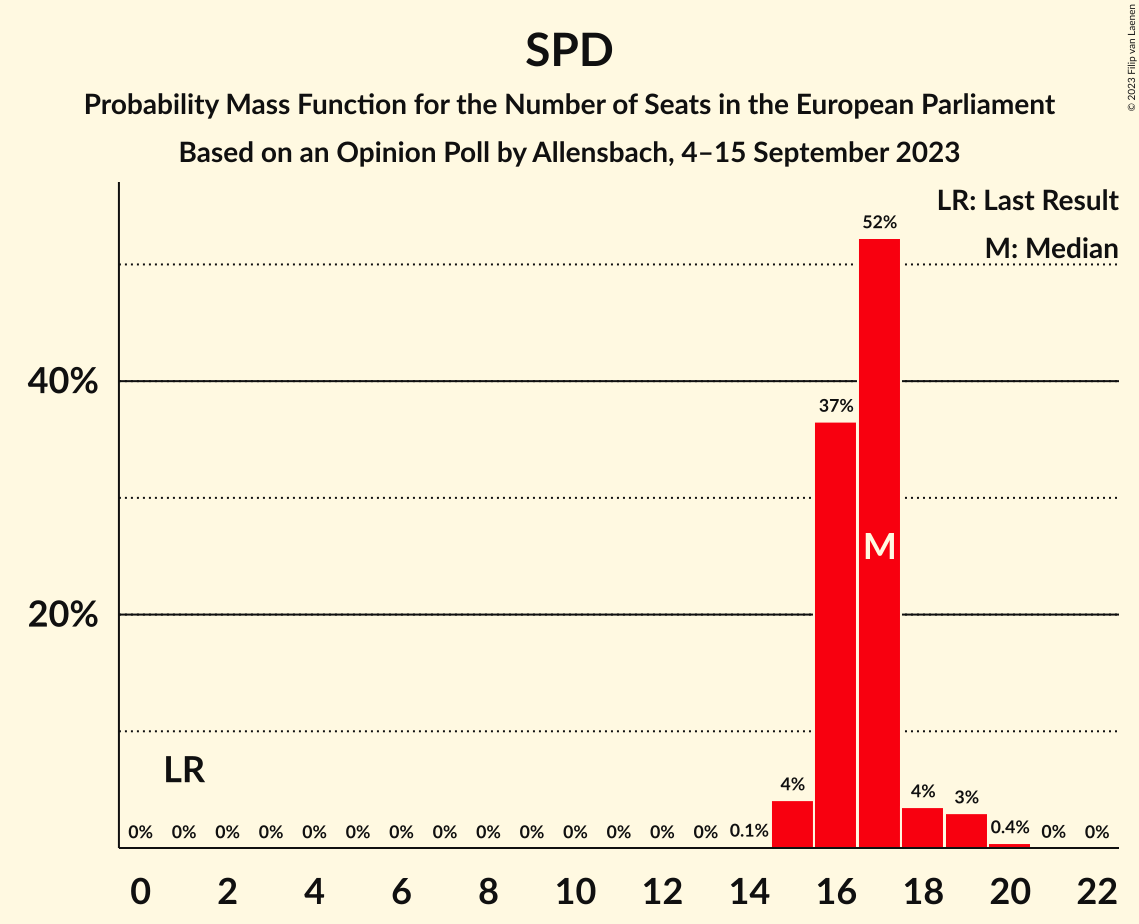 SPD
Probability Mass Function for the Number of Seats in the European Parliament
Based on an Opinion Poll by Allensbach, 4–15 September 2023
© 2023 Filip van Laenen
LR: Last Result
M: Median
52%
40%
37%
M
20%
LR
0% 0% 0% 0% 0% 0% 0% 0% 0% 0% 0% 0% 0% 0% 0.1% 4% 4% 3% 0.4% 0% 0%
0 2 4 6 8 10 12 14 16 18 20 22